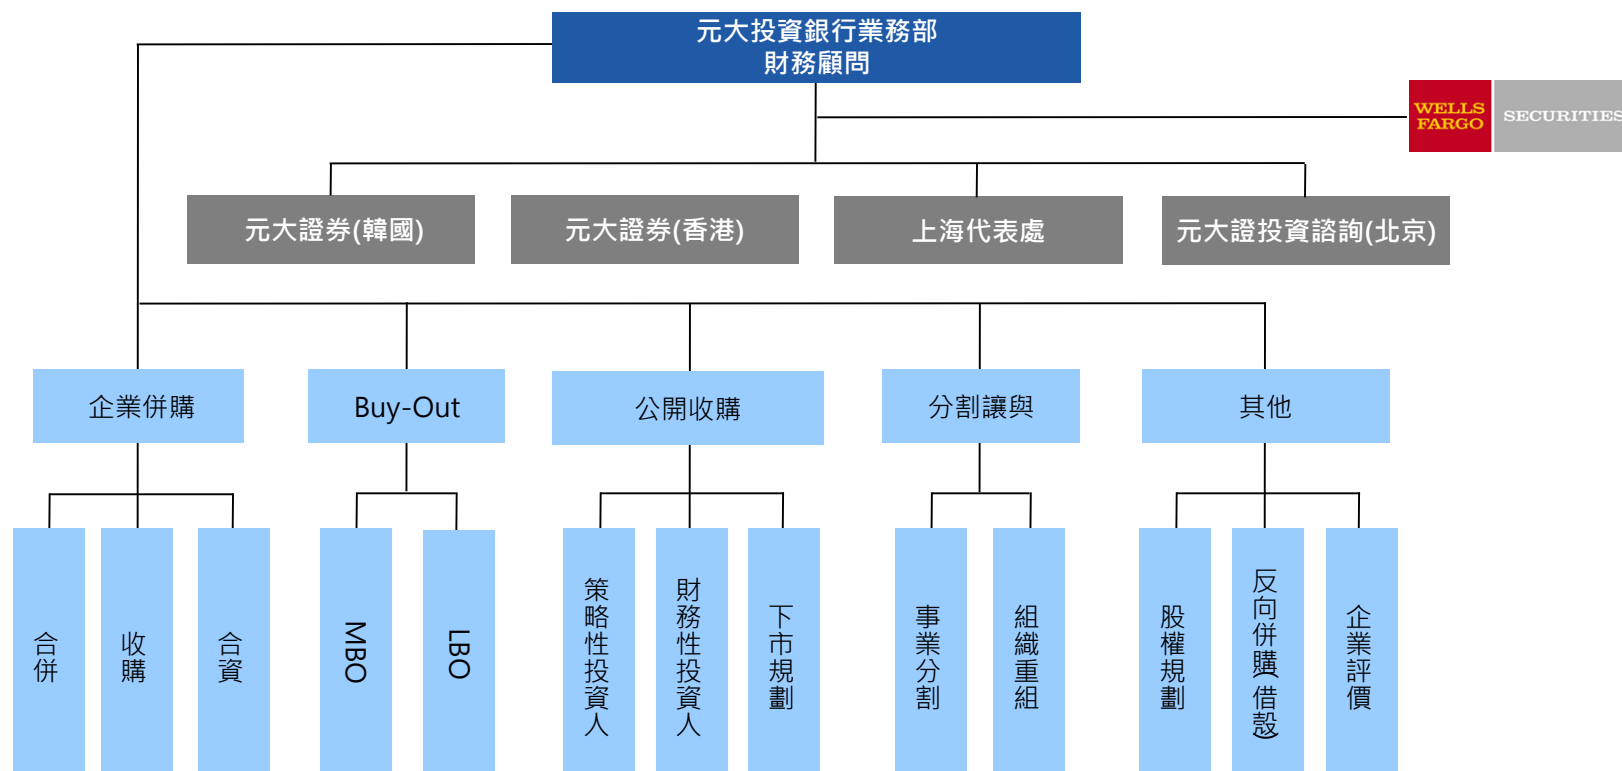 元大投資銀行業務部
財務顧問
WELLS
FARGO
SECURITIES
元大證券(韓國)
元大證券(香港)
上海代表處
元大證投資諮詢(北京)
企業併購
Buy-Out
公開收購
分割讓與
其他
合併
收購
合資
MBO
LBO
策略性投資人
財務性投資人
下市規劃
事業分割
組織重組
股權規劃
反向併購(借殼)
企業評價